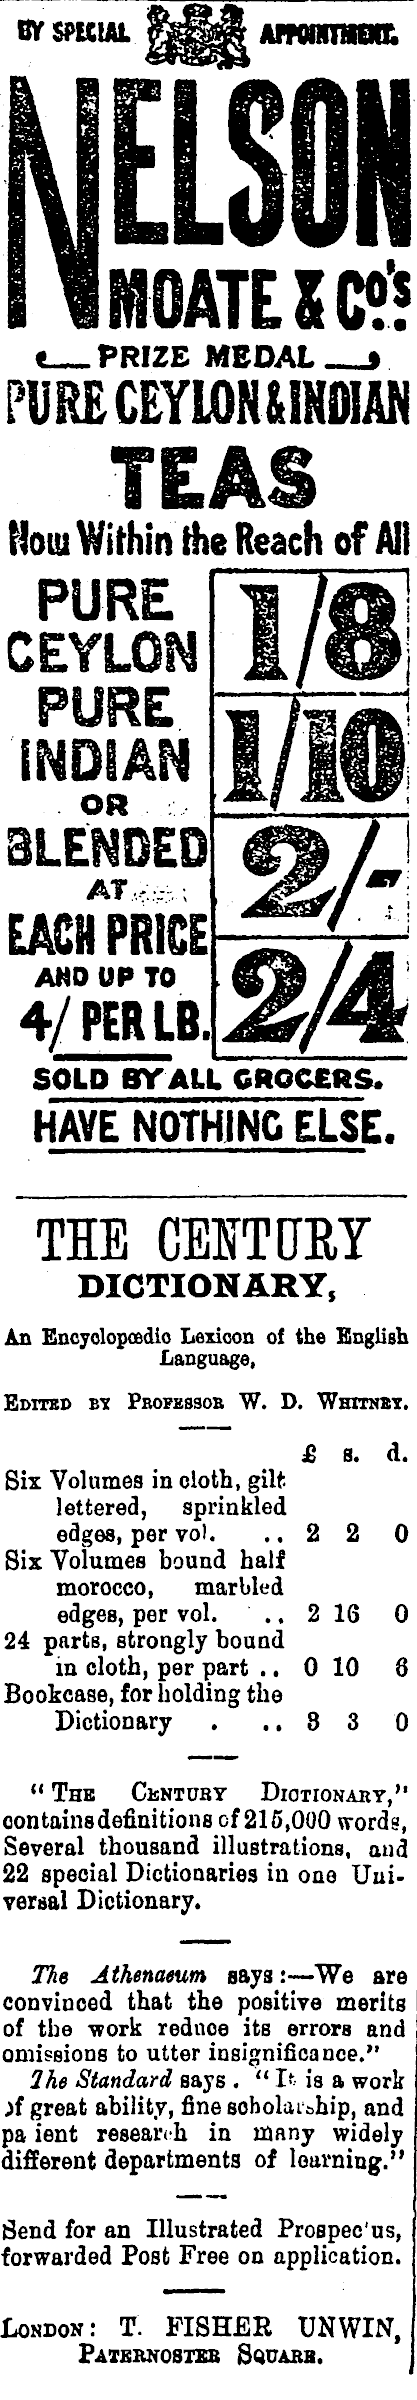 BY SPECIAL APPOINTMENT.
NELSON
MOATE & CO'S
PRIZE MEDAL
PURE CEYLON & INDIAN
TEAS
Now Within the Reach of All
PURE
CEYLON
PURE
INDIAN
OR
BLENDED
AT
EACH PRICE
AND UP TO
4/ PER LB.
1/8
1/10
2/-
2/4
SOLD BY ALL GROCERS.
HAVE NOTHING ELSE.
THE CENTURY
DICTIONARY,
An Encyclopœdic Lexicon of the English
Language,
EDITED BY PROFESSOR W. D. WHITNEY.
£ s. d.
Six Volumes in cloth, gilt
lettered, sprinkled
edges, per vol. .. 2 2 0
Six Volumes bound half
morocco, marbled
edges, per vol. .. 2 16 0
24 parts, strongly bound
in cloth, per part .. 0 10 6
Bookcase, for holding the
Dictionary . .. 3 3 0
"THE CENTURY DICTIONARY,"
contains definitions of 215,000 words,
Several thousand illustrations, and
22 special Dictionaries in one Uni-
versal Dictionary.
The Athenaeum says:—We are
convinced that the positive merits
of the work reduce its errors and
omissions to utter insignificance."
The Standard says . "It is a work
of great ability, fine scholarship, and
pa ient research in many widely
different departments of learning."
Send for an Illustrated Prospec'us,
forwarded Post Free on application.
LONDON: T. FISHER UNWIN,
PATERNOSTER SQUARE.